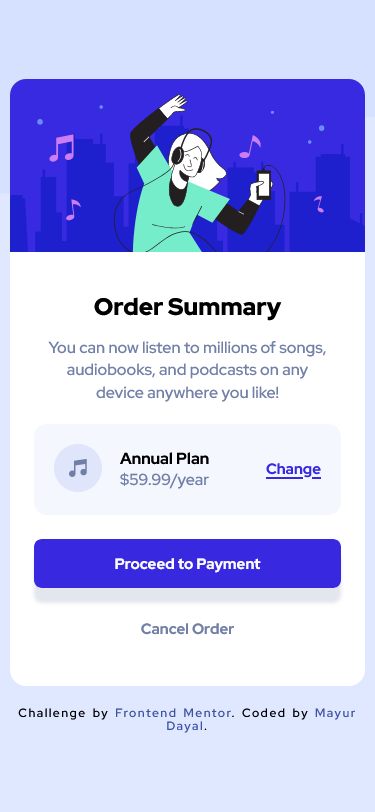 Order Summary
You can now listen to millions of songs,
audiobooks, and podcasts on any
device anywhere you like!
Annual Plan
$59.99/year
Change
Proceed to Payment
Cancel Order
Challenge by Frontend Mentor. Coded by Mayur
Dayal.